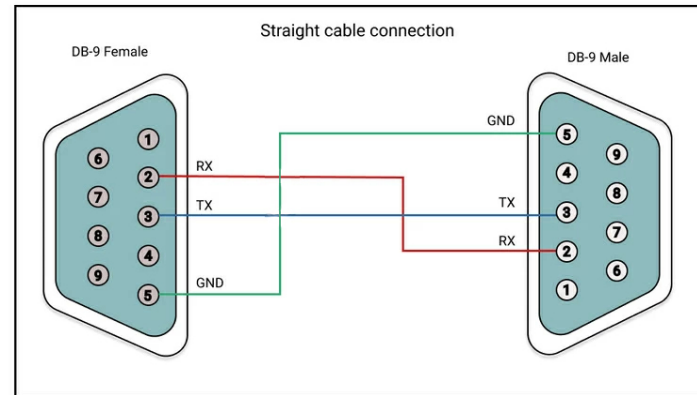 Straight cable connection
DB-9 Female
DB-9 Male
GND
5
1
9
6
RX
4
2
8
7
TX
TX
3
3
7
8
RX
4
2
9
6
GND
5
1